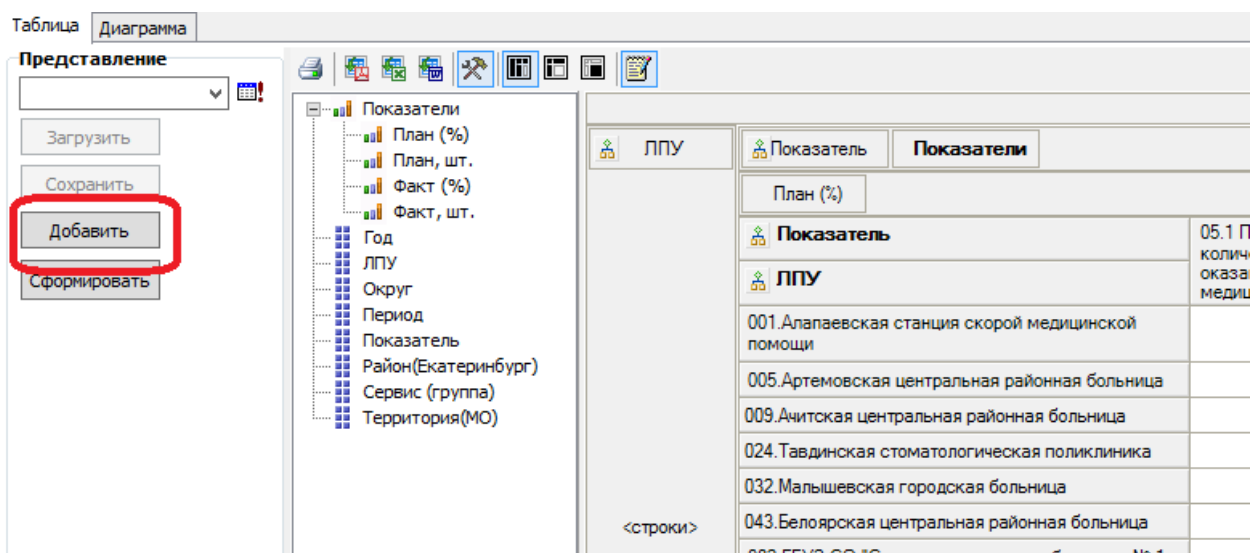 Таблица
Диаграмма
Представление
Загрузить
Сохранить
Добавить
Сформировать
Показатели
План (%)
План, шт.
Факт (%)
Факт, шт.
Год
ЛПУ
Округ
Период
Показатель
Район(Екатеринбург)
Сервис (группа)
Территория(МО)
ЛПУ
<строки>
Показатель
Показатели
План (%)
Показатель
ЛПУ
05.1 П
количе
оказа
медиц
001.Алапаевская станция скорой медицинской
помощи
005.Артемовская центральная районная больница
009.Ачитская центральная районная больница
024.Тавдинская стоматологическая поликлиника
032.Малышевская городская больница
043.Белоярская центральная районная больница